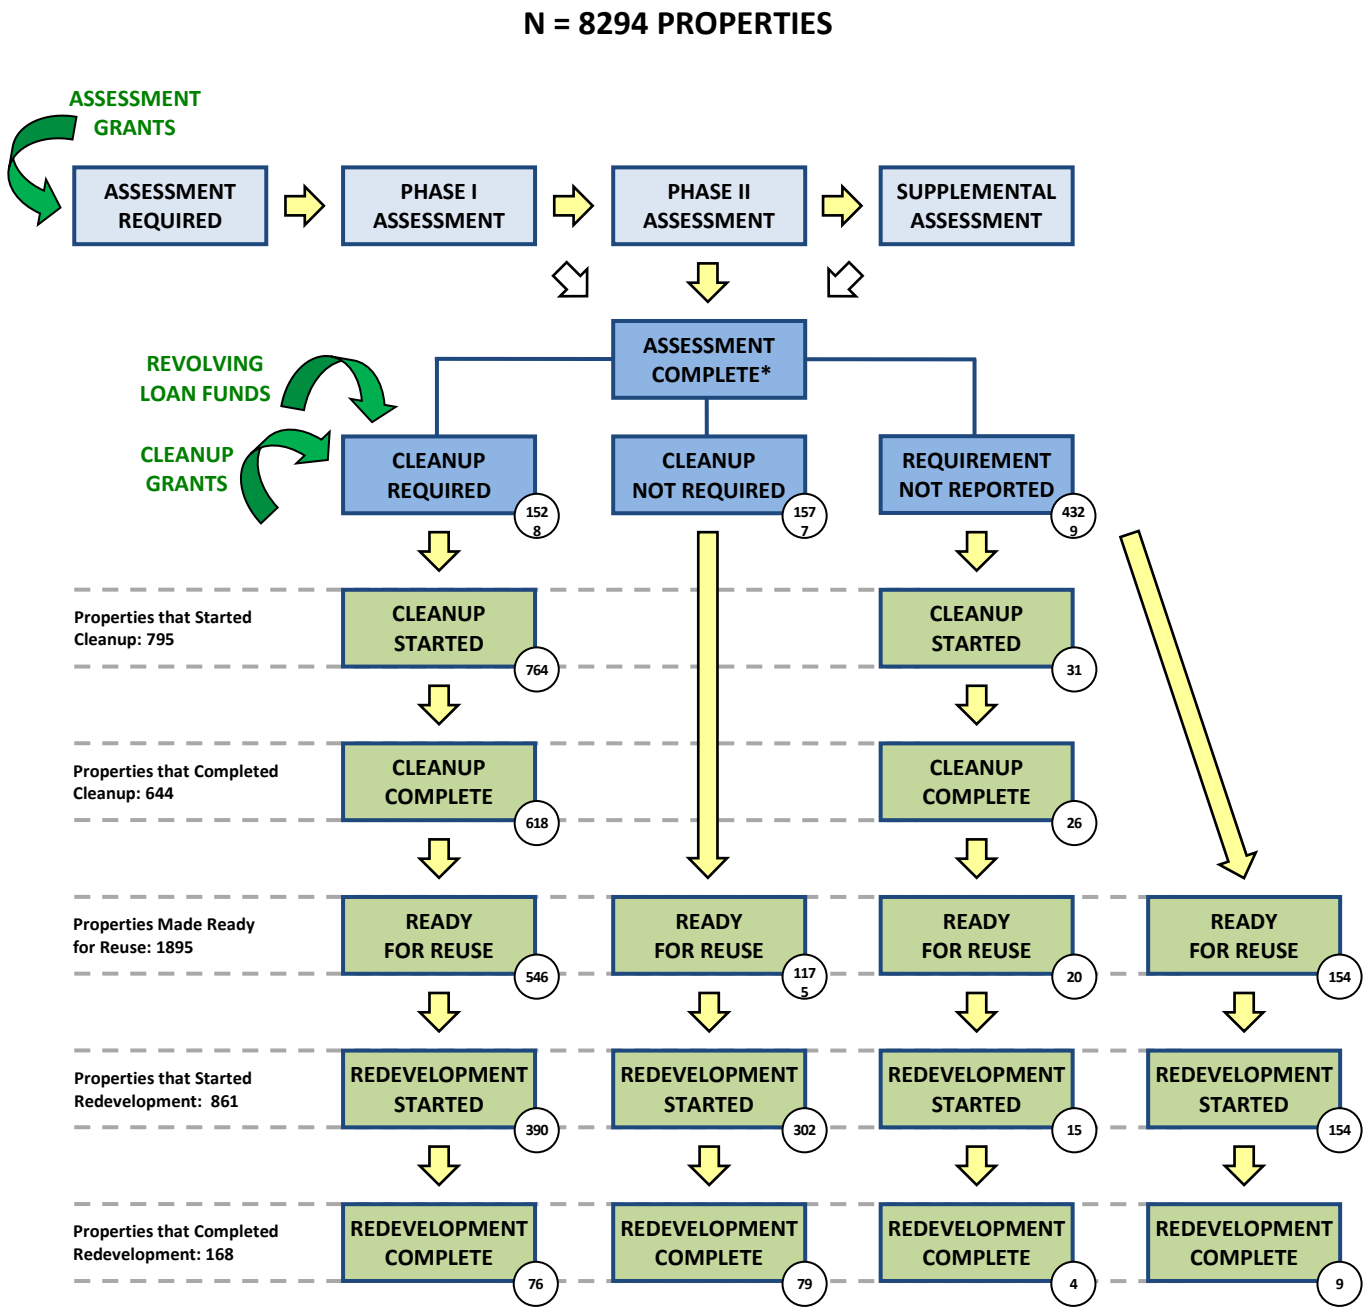 N = 8294 PROPERTIES
ASSESSMENT
GRANTS
ASSESSMENT
REQUIRED
PHASE I
ASSESSMENT
PHASE II
ASSESSMENT
SUPPLEMENTAL
ASSESSMENT
ASSESSMENT
COMPLETE*
REVOLVING
LOAN FUNDS
CLEANUP
GRANTS
CLEANUP
REQUIRED
152
8
CLEANUP
NOT REQUIRED
157
7
REQUIREMENT
NOT REPORTED
432
9
Properties that Started
Cleanup: 795
CLEANUP
STARTED
764
CLEANUP
STARTED
31
Properties that Completed
Cleanup: 644
CLEANUP
COMPLETE
618
CLEANUP
COMPLETE
26
Properties Made Ready
for Reuse: 1895
READY
FOR REUSE
546
READY
FOR REUSE
117
5
READY
FOR REUSE
20
READY
FOR REUSE
154
Properties that Started
Redevelopment: 861
REDEVELOPMENT
STARTED
390
REDEVELOPMENT
STARTED
302
REDEVELOPMENT
STARTED
15
REDEVELOPMENT
STARTED
154
Properties that Completed
Redevelopment: 168
REDEVELOPMENT
COMPLETE
76
REDEVELOPMENT
COMPLETE
79
REDEVELOPMENT
COMPLETE
4
REDEVELOPMENT
COMPLETE
9